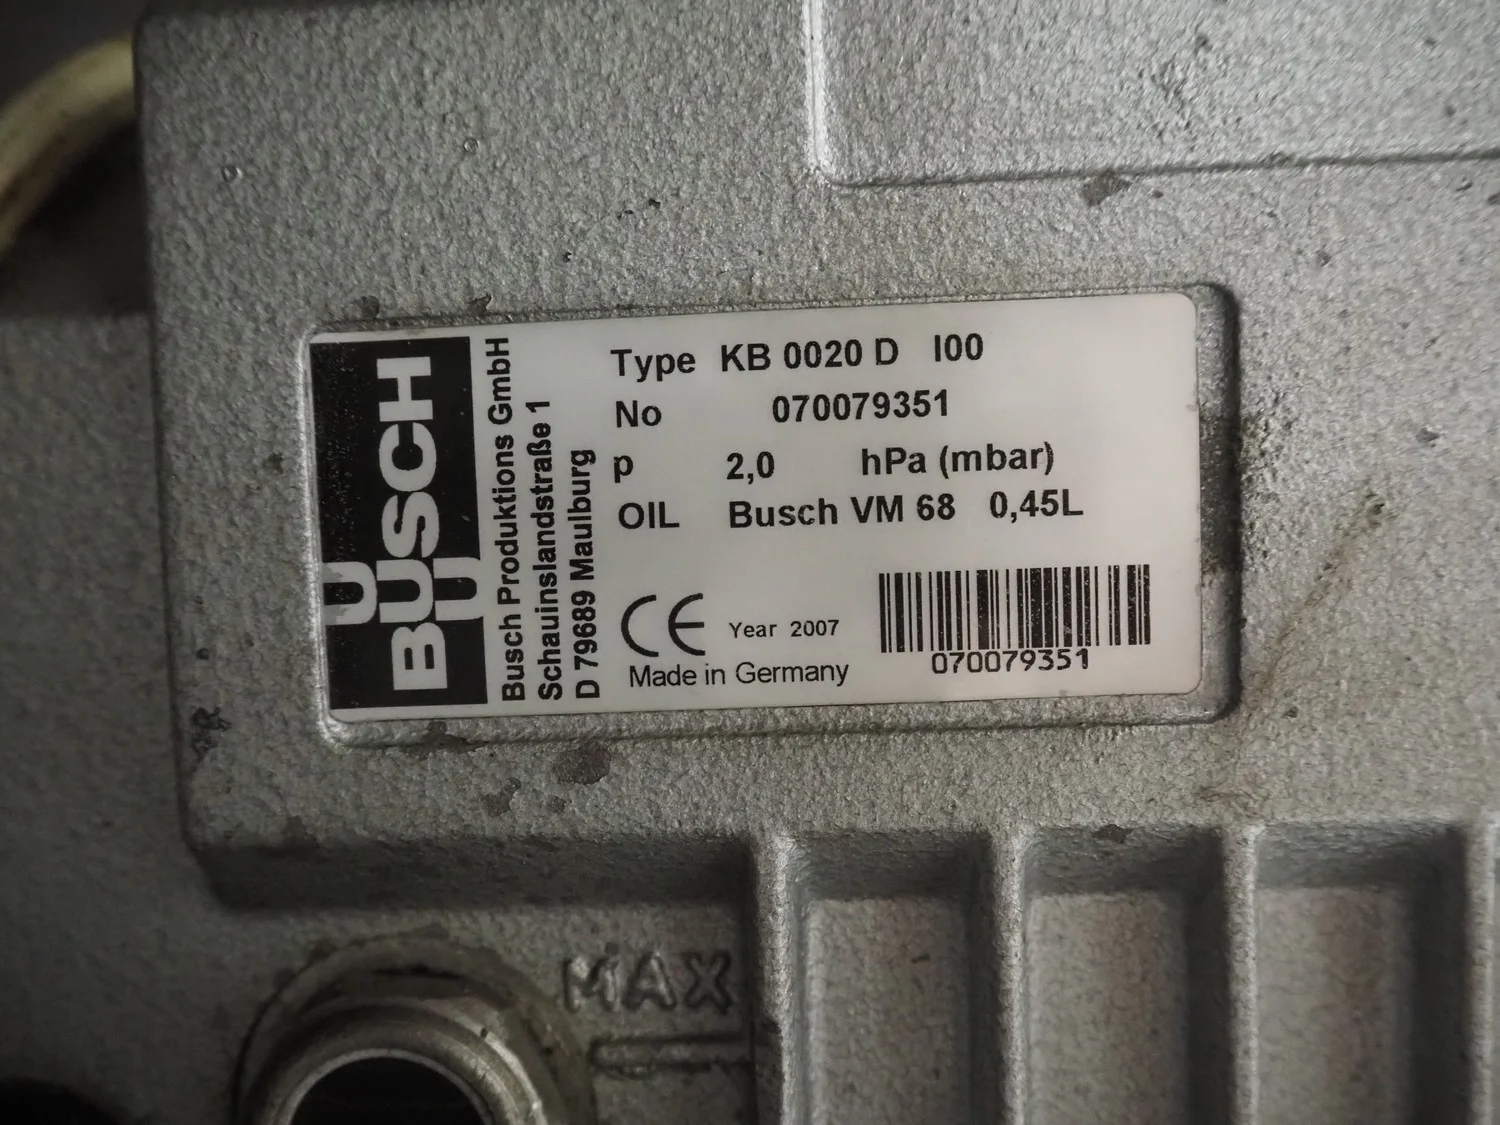 BUSCH
Busch Produktions GmbH
Schauinslandstraße 1
D 79689 Maulburg
Type KB 0020 D I00
No 070079351
p 2,0 hPa (mbar)
OIL Busch VM 68 0,45L
CE Year 2007
Made in Germany
070079351
MAX